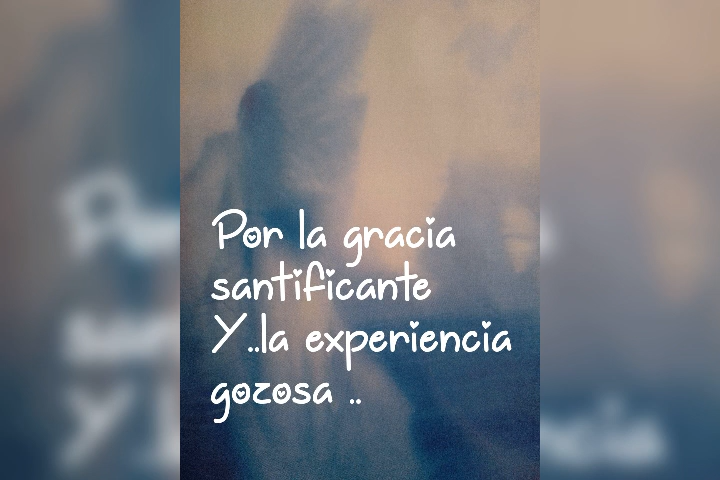 Por la gracia
santificante
Y..la experiencia
gozosa ..